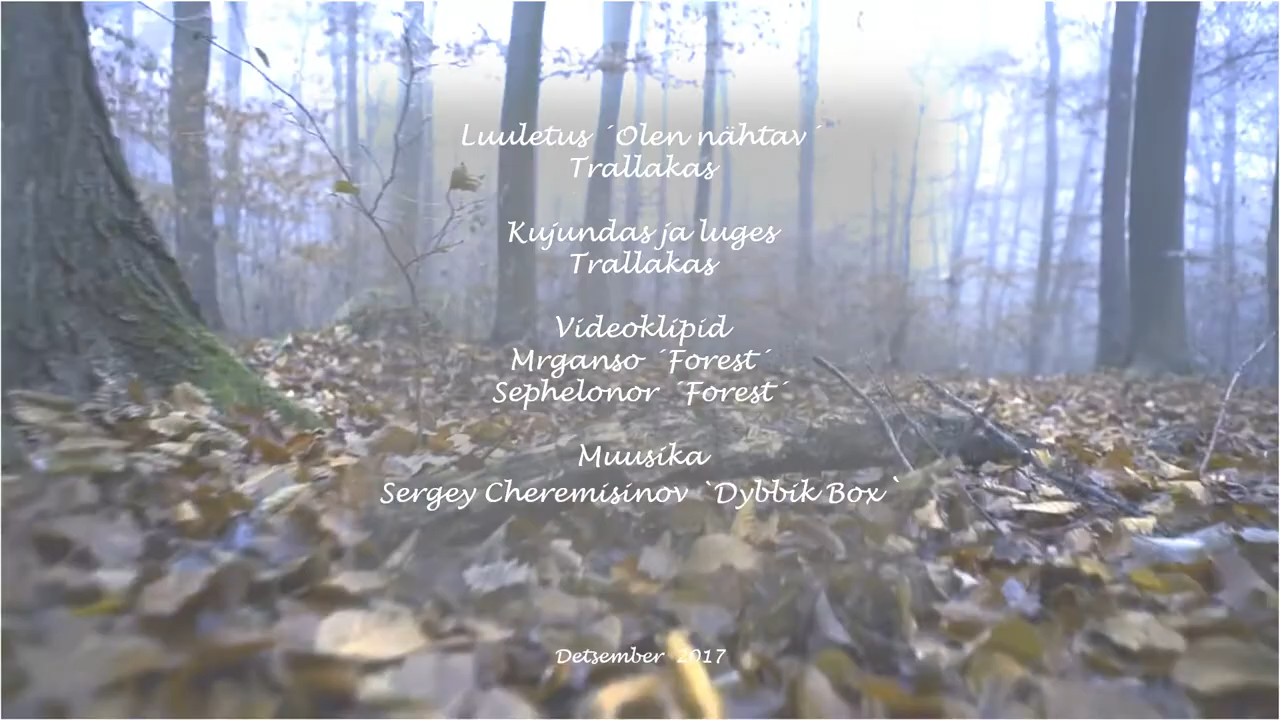 Luuletus ´Olen nähtav´
Trallakas
Kujundas ja luges
Trallakas
Videoklipid
Mrganso ´Forest´
Sephelonor ´Forest´
Muusika
Sergey Cheremisinov `Dybbik Box`
Detsember 2017